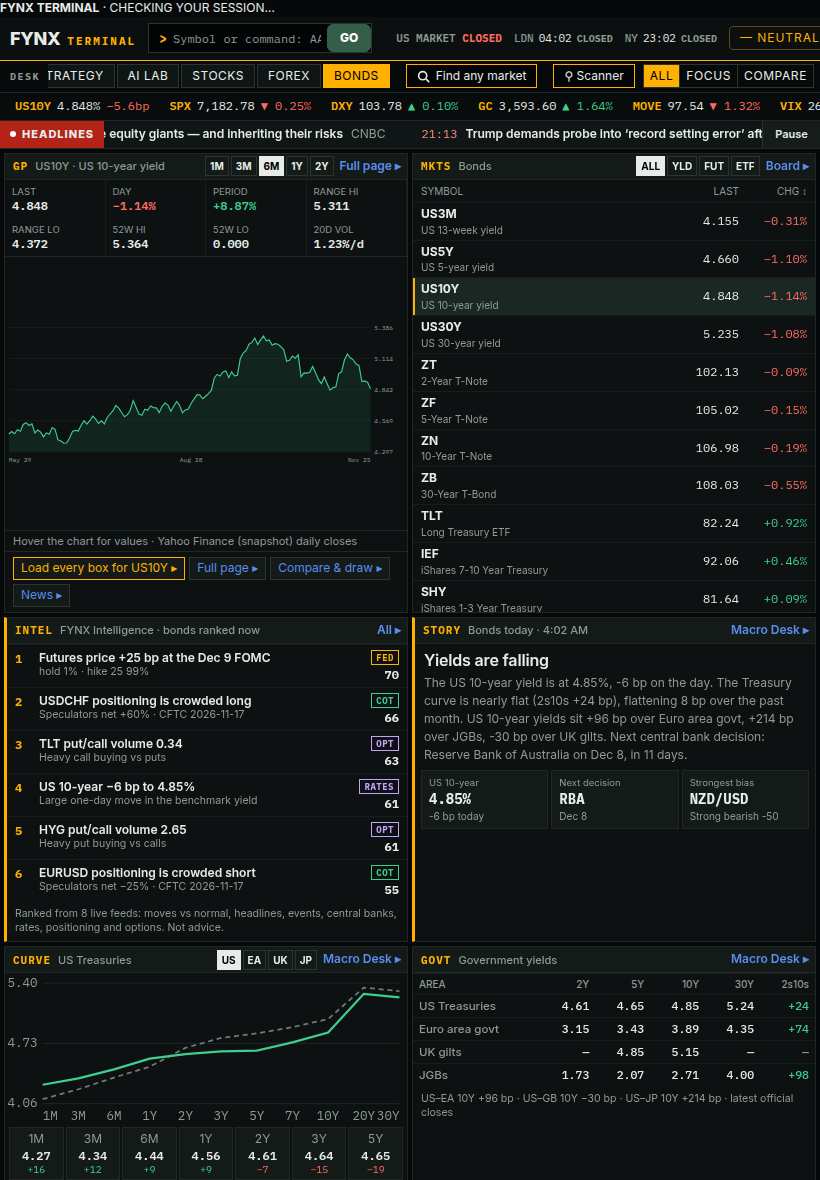 FYNX TERMINAL · CHECKING YOUR SESSION...
FYNX TERMINAL
> Symbol or command: AA
GO
US MARKET CLOSED LDN 04:02 CLOSED NY 23:02 CLOSED
— NEUTRAL
DESK TRATEGY AI LAB STOCKS FOREX BONDS Find any market Scanner ALL FOCUS COMPARE
US10Y 4.848% −5.6bp SPX 7,182.78 ▼ 0.25% DXY 103.78 ▲ 0.10% GC 3,593.60 ▲ 1.64% MOVE 97.54 ▼ 1.32% VIX 26
HEADLINES equity giants — and inheriting their risks CNBC 21:13 Trump demands probe into ‘record setting error’ aft Pause
GP US10Y · US 10-year yield 1M 3M 6M 1Y 2Y Full page ▸
LAST DAY PERIOD RANGE HI
4.848 −1.14% +8.87% 5.311
RANGE LO 52W HI 52W LO 20D VOL
4.372 5.364 0.000 1.23%/d
5.386
5.114
4.842
4.569
4.297
May 29 Aug 28 Nov 25
Hover the chart for values · Yahoo Finance (snapshot) daily closes
Load every box for US10Y ▸ Full page ▸ Compare & draw ▸
News ▸
MKTS Bonds ALL YLD FUT ETF Board ▸
SYMBOL LAST CHG ↕
US3M 4.155 −0.31%
US 13-week yield
US5Y 4.660 −1.10%
US 5-year yield
US10Y 4.848 −1.14%
US 10-year yield
US30Y 5.235 −1.08%
US 30-year yield
ZT 102.13 −0.09%
2-Year T-Note
ZF 105.02 −0.15%
5-Year T-Note
ZN 106.98 −0.19%
10-Year T-Note
ZB 108.03 −0.55%
30-Year T-Bond
TLT 82.24 +0.92%
Long Treasury ETF
IEF 92.06 +0.46%
iShares 7-10 Year Treasury
SHY 81.64 +0.09%
iShares 1-3 Year Treasury
INTEL FYNX Intelligence · bonds ranked now All ▸
1 Futures price +25 bp at the Dec 9 FOMC FED
hold 1% · hike 25 99% 70
2 USDCHF positioning is crowded long COT
Speculators net +60% · CFTC 2026-11-17 66
3 TLT put/call volume 0.34 OPT
Heavy call buying vs puts 63
4 US 10-year −6 bp to 4.85% RATES
Large one-day move in the benchmark yield 61
5 HYG put/call volume 2.65 OPT
Heavy put buying vs calls 61
6 EURUSD positioning is crowded short COT
Speculators net −25% · CFTC 2026-11-17 55
Ranked from 8 live feeds: moves vs normal, headlines, events, central banks,
rates, positioning and options. Not advice.
STORY Bonds today · 4:02 AM Macro Desk ▸
Yields are falling
The US 10-year yield is at 4.85%, -6 bp on the day. The Treasury
curve is nearly flat (2s10s +24 bp), flattening 8 bp over the past
month. US 10-year yields sit +96 bp over Euro area govt, +214 bp
over JGBs, -30 bp over UK gilts. Next central bank decision:
Reserve Bank of Australia on Dec 8, in 11 days.
US 10-year Next decision Strongest bias
4.85% RBA NZD/USD
-6 bp today Dec 8 Strong bearish -50
CURVE US Treasuries US EA UK JP Macro Desk ▸
5.40
4.73
4.06
1M 3M 6M 1Y 2Y 3Y 5Y 7Y 10Y 20Y 30Y
1M 3M 6M 1Y 2Y 3Y 5Y
4.27 4.34 4.44 4.56 4.61 4.64 4.65
+16 +12 +9 +9 −7 −15 −19
GOVT Government yields Macro Desk ▸
AREA 2Y 5Y 10Y 30Y 2s10s
US Treasuries 4.61 4.65 4.85 5.24 +24
Euro area govt 3.15 3.43 3.89 4.35 +74
UK gilts — 4.85 5.15 — —
JGBs 1.73 2.07 2.71 4.00 +98
US–EA 10Y +96 bp · US–GB 10Y −30 bp · US–JP 10Y +214 bp · latest official
closes